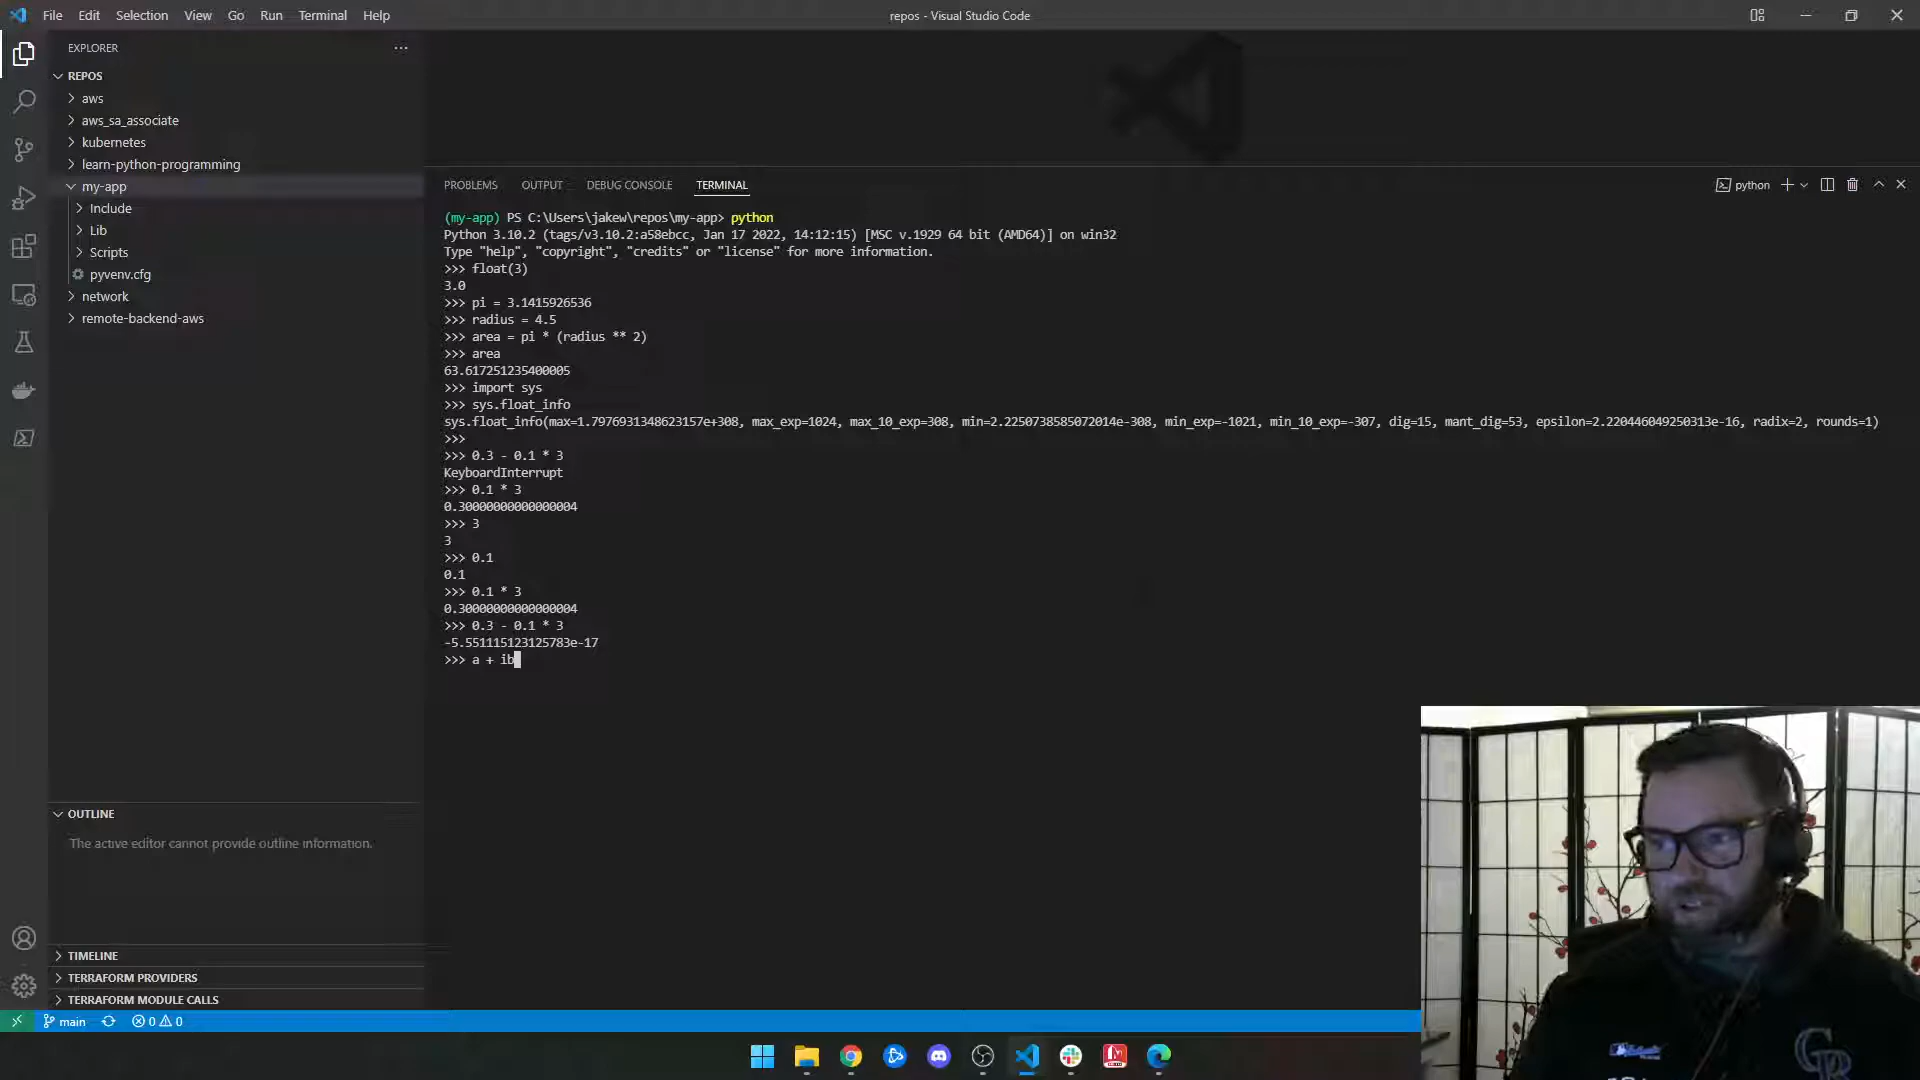 File Edit Selection View Go Run Terminal Help
repos - Visual Studio Code
EXPLORER
REPOS
aws
aws_sa_associate
kubernetes
learn-python-programming
my-app
Include
Lib
Scripts
pyvenv.cfg
network
remote-backend-aws
OUTLINE
The active editor cannot provide outline information.
TIMELINE
TERRAFORM PROVIDERS
TERRAFORM MODULE CALLS
PROBLEMS OUTPUT DEBUG CONSOLE TERMINAL
python
(my-app) PS C:\Users\jakew\repos\my-app> python
Python 3.10.2 (tags/v3.10.2:a58ebcc, Jan 17 2022, 14:12:15) [MSC v.1929 64 bit (AMD64)] on win32
Type "help", "copyright", "credits" or "license" for more information.
>>> float(3)
3.0
>>> pi = 3.1415926536
>>> radius = 4.5
>>> area = pi * (radius ** 2)
>>> area
63.617251235400005
>>> import sys
>>> sys.float_info
sys.float_info(max=1.7976931348623157e+308, max_exp=1024, max_10_exp=308, min=2.2250738585072014e-308, min_exp=-1021, min_10_exp=-307, dig=15, mant_dig=53, epsilon=2.220446049250313e-16, radix=2, rounds=1)
>>>
>>> 0.3 - 0.1 * 3
KeyboardInterrupt
>>> 0.1 * 3
0.30000000000000004
>>> 3
3
>>> 0.1
0.1
>>> 0.1 * 3
0.30000000000000004
>>> 0.3 - 0.1 * 3
-5.551115123125783e-17
>>> a + ib
main 0 0